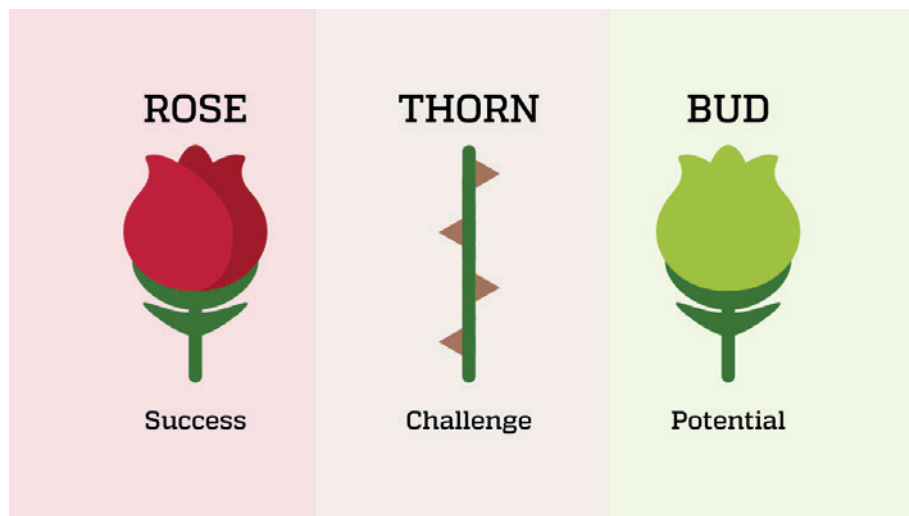 ROSE
THORN
BUD
Success
Challenge
Potential